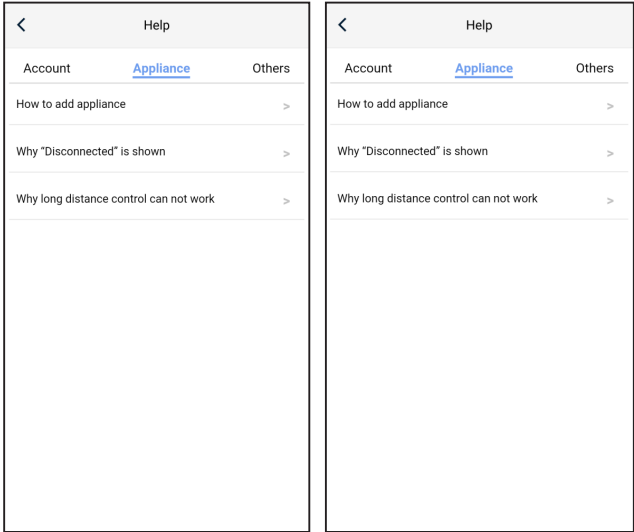 Help
Account Appliance Others
How to add appliance >
Why “Disconnected” is shown >
Why long distance control can not work >
Help
Account Appliance Others
How to add appliance >
Why “Disconnected” is shown >
Why long distance control can not work >